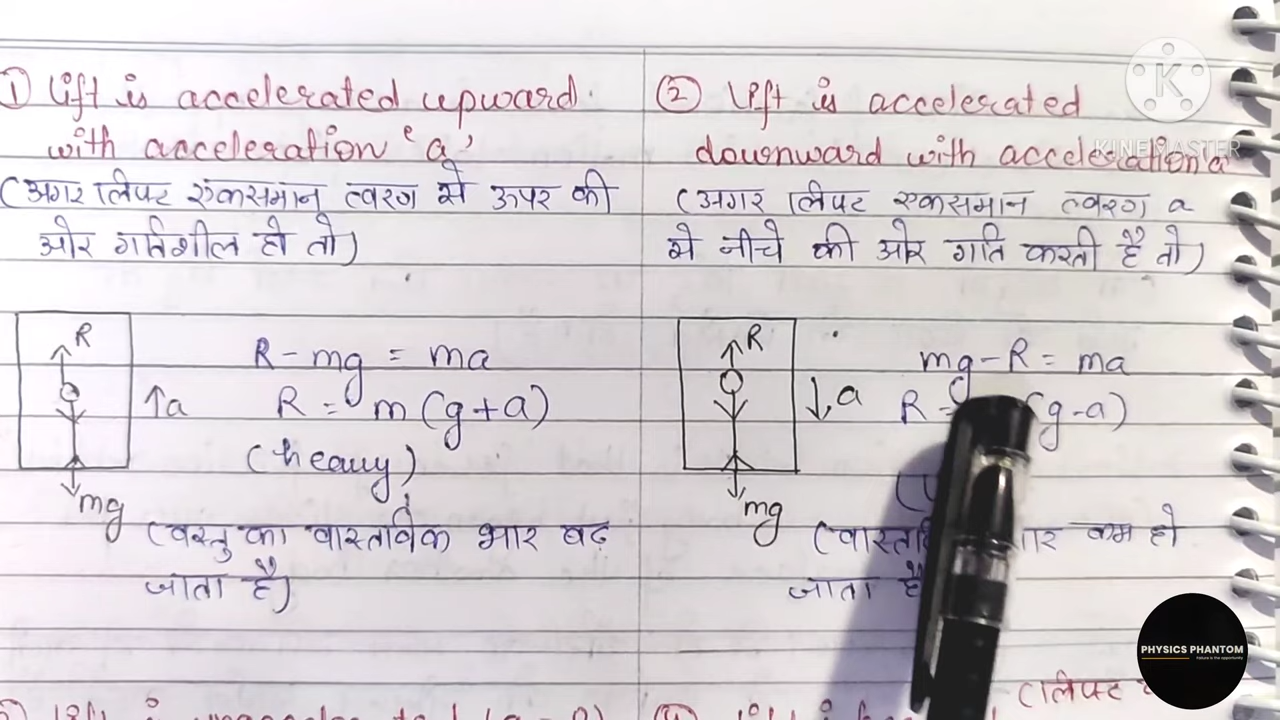 ① Lift is accelerated upward
with acceleration 'a'
(अगर लिफ्ट एकसमान त्वरण से ऊपर की
ओर गतिशील हो तो)
R
↑a
mg
R - mg = ma
R = m (g+a)
(heavy)
(वस्तु का वास्तविक भार बढ़
जाता है)
② Lift is accelerated
downward with acceleration 'a'
(अगर लिफ्ट एकसमान त्वरण a
से नीचे की ओर गति करती है तो)
R
↓a
mg
mg - R = ma
R = (g-a)
कम हो
जाता है
(लिफ्ट
KINEMASTER
PHYSICS PHANTOM